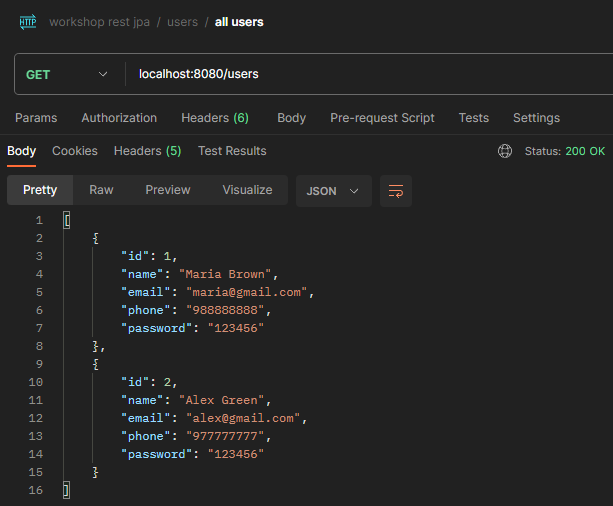 HTTP workshop rest jpa / users / all users
GET localhost:8080/users
Params Authorization Headers (6) Body Pre-request Script Tests Settings
Body Cookies Headers (5) Test Results Status: 200 OK
Pretty Raw Preview Visualize JSON
1 [
2 {
3 "id": 1,
4 "name": "Maria Brown",
5 "email": "maria@gmail.com",
6 "phone": "988888888",
7 "password": "123456"
8 },
9 {
10 "id": 2,
11 "name": "Alex Green",
12 "email": "alex@gmail.com",
13 "phone": "977777777",
14 "password": "123456"
15 }
16 ]